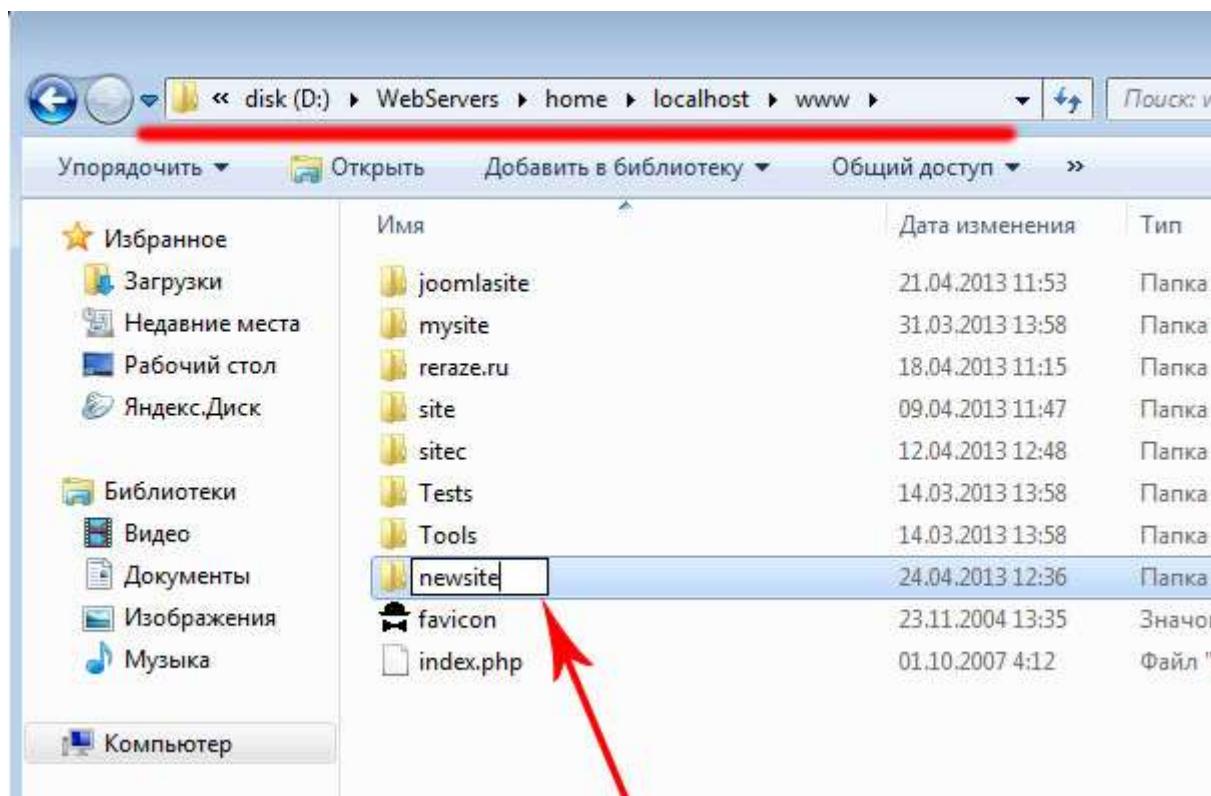 « disk (D:) ▸ WebServers ▸ home ▸ localhost ▸ www ▸ Поиск: w
Упорядочить Открыть Добавить в библиотеку Общий доступ »
Избранное
Загрузки
Недавние места
Рабочий стол
Яндекс.Диск
Библиотеки
Видео
Документы
Изображения
Музыка
Компьютер
Имя Дата изменения Тип
joomlasite 21.04.2013 11:53 Папка
mysite 31.03.2013 13:58 Папка
reraze.ru 18.04.2013 11:15 Папка
site 09.04.2013 11:47 Папка
sitec 12.04.2013 12:48 Папка
Tests 14.03.2013 13:58 Папка
Tools 14.03.2013 13:58 Папка
newsite 24.04.2013 12:36 Папка
favicon 23.11.2004 13:35 Значо
index.php 01.10.2007 4:12 Файл "